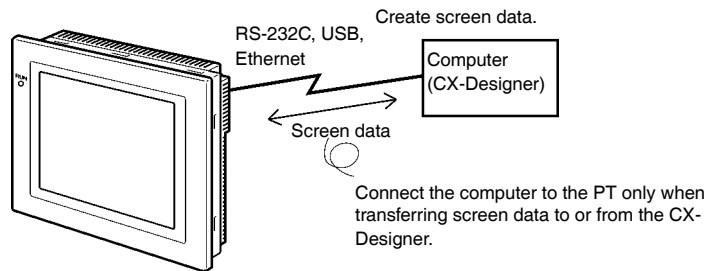 Create screen data.
RS-232C, USB,
Ethernet
Computer
(CX-Designer)
RUN
Screen data
Connect the computer to the PT only when
transferring screen data to or from the CX-
Designer.